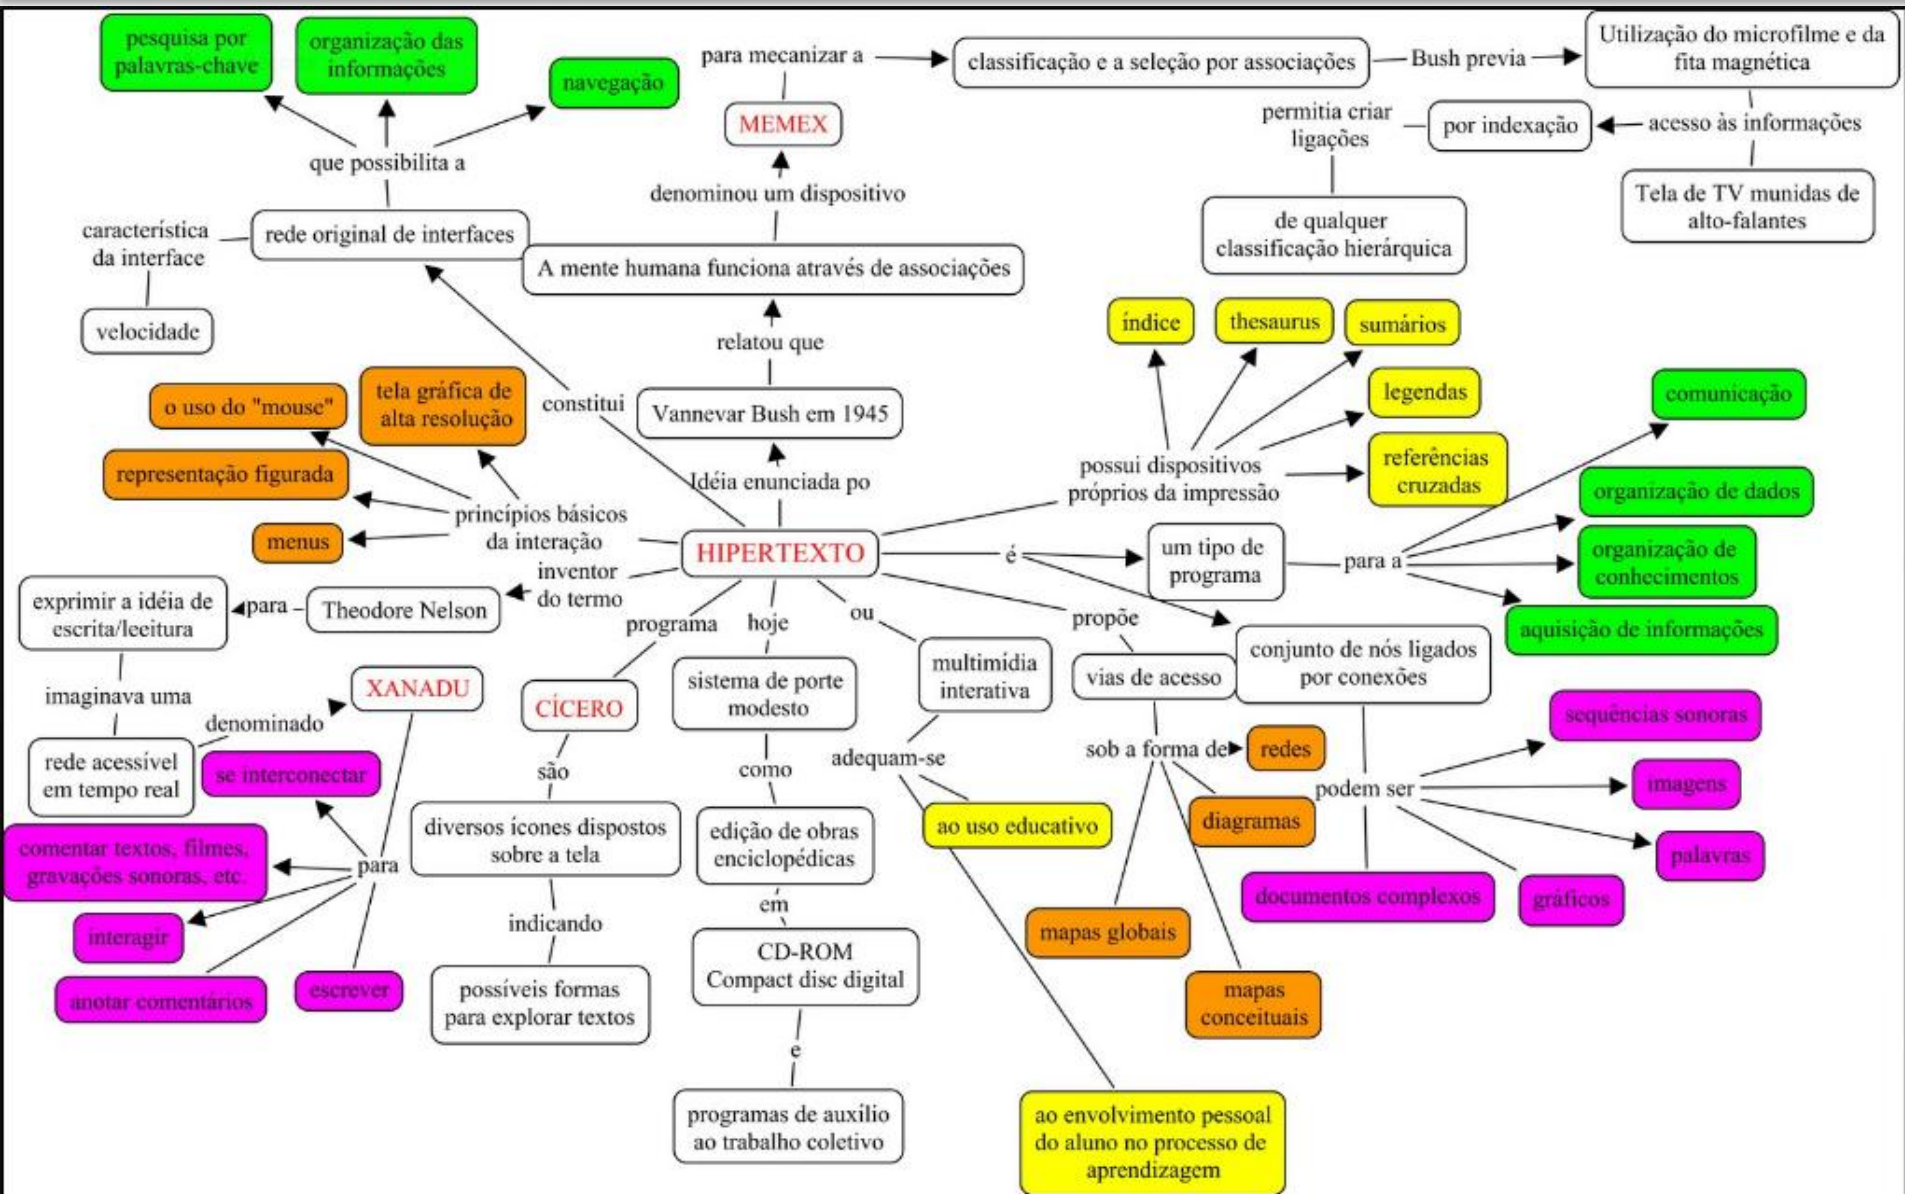 pesquisa por
palavras-chave
organização das
informações
navegação
que possibilita a
rede original de interfaces
característica
da interface
velocidade
para mecanizar a
MEMEX
denominou um dispositivo
A mente humana funciona através de associações
relatou que
Vannevar Bush em 1945
Idéia enunciada po
constitui
classificação e a seleção por associações
Bush previa
Utilização do microfilme e da
fita magnética
acesso às informações
por indexação
permitia criar
ligações
de qualquer
classificação hierárquica
Tela de TV munidas de
alto-falantes
índice
thesaurus
sumários
legendas
referências
cruzadas
possui dispositivos
próprios da impressão
o uso do "mouse"
tela gráfica de
alta resolução
representação figurada
menus
princípios básicos
da interação
HIPERTEXTO
é
um tipo de
programa
para a
comunicação
organização de dados
organização de
conhecimentos
aquisição de informações
inventor
do termo
Theodore Nelson
para
exprimir a idéia de
escrita/leeitura
imaginava uma
rede acessível
em tempo real
denominado
XANADU
para
se interconectar
comentar textos, filmes,
gravações sonoras, etc.
interagir
anotar comentários
escrever
programa
CÍCERO
são
diversos ícones dispostos
sobre a tela
indicando
possíveis formas
para explorar textos
hoje
sistema de porte
modesto
como
edição de obras
enciclopédicas
em
CD-ROM
Compact disc digital
e
programas de auxílio
ao trabalho coletivo
ou
multimídia
interativa
adequam-se
ao uso educativo
ao envolvimento pessoal
do aluno no processo de
aprendizagem
propõe
vias de acesso
sob a forma de
redes
diagramas
mapas globais
mapas
conceituais
conjunto de nós ligados
por conexões
podem ser
sequências sonoras
imagens
palavras
gráficos
documentos complexos